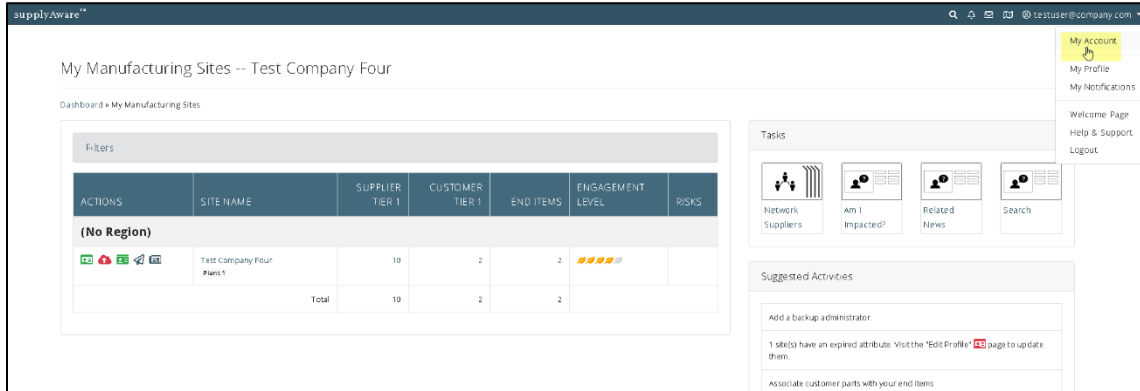 supplyAware™
testuser@company.com
My Account
My Profile
My Notifications
Welcome Page
Help & Support
Logout
My Manufacturing Sites -- Test Company Four
Dashboard » My Manufacturing Sites
Filters
ACTIONS SITE NAME SUPPLIER TIER 1 CUSTOMER TIER 1 END ITEMS ENGAGEMENT LEVEL RISKS
(No Region)
Test Company Four 10 2 2
Plant 1
Total 10 2 2
Tasks
Network Suppliers
Am I Impacted?
Related News
Search
Suggested Activities
Add a backup administrator.
1 site(s) have an expired attribute. Visit the "Edit Profile" page to update
them.
Associate customer parts with your end items